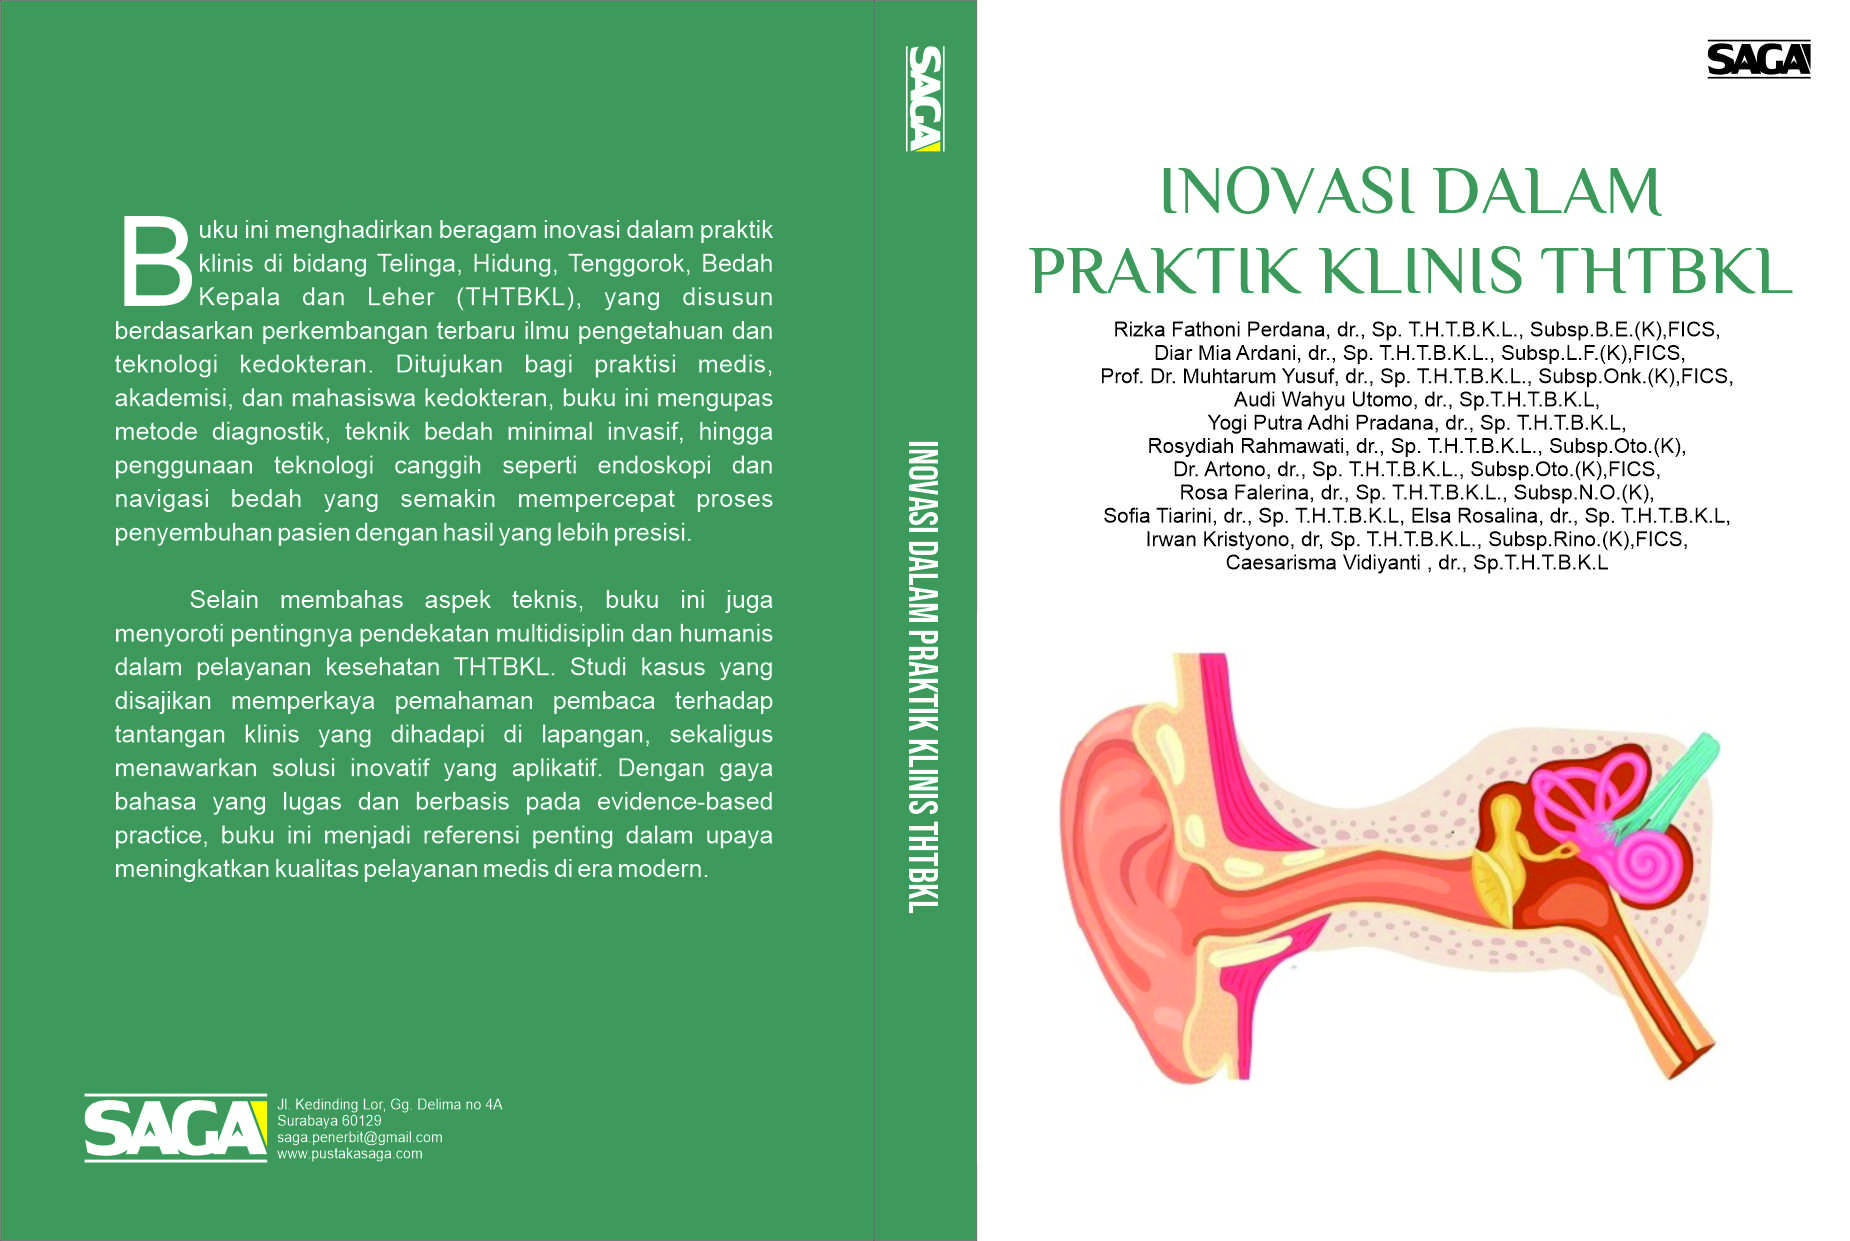 Buku ini menghadirkan beragam inovasi dalam praktik
klinis di bidang Telinga, Hidung, Tenggorok, Bedah
Kepala dan Leher (THTBKL), yang disusun
berdasarkan perkembangan terbaru ilmu pengetahuan dan
teknologi kedokteran. Ditujukan bagi praktisi medis,
akademisi, dan mahasiswa kedokteran, buku ini mengupas
metode diagnostik, teknik bedah minimal invasif, hingga
penggunaan teknologi canggih seperti endoskopi dan
navigasi bedah yang semakin mempercepat proses
penyembuhan pasien dengan hasil yang lebih presisi.
Selain membahas aspek teknis, buku ini juga
menyoroti pentingnya pendekatan multidisiplin dan humanis
dalam pelayanan kesehatan THTBKL. Studi kasus yang
disajikan memperkaya pemahaman pembaca terhadap
tantangan klinis yang dihadapi di lapangan, sekaligus
menawarkan solusi inovatif yang aplikatif. Dengan gaya
bahasa yang lugas dan berbasis pada evidence-based
practice, buku ini menjadi referensi penting dalam upaya
meningkatkan kualitas pelayanan medis di era modern.
SAGA
Jl. Kedinding Lor, Gg. Delima no 4A
Surabaya 60129
saga.penerbit@gmail.com
www.pustakasaga.com
SAGA
INOVASI DALAM PRAKTIK KLINIS THTBKL
SAGA
INOVASI DALAM
PRAKTIK KLINIS THTBKL
Rizka Fathoni Perdana, dr., Sp. T.H.T.B.K.L., Subsp.B.E.(K),FICS,
Diar Mia Ardani, dr., Sp. T.H.T.B.K.L., Subsp.L.F.(K),FICS,
Prof. Dr. Muhtarum Yusuf, dr., Sp. T.H.T.B.K.L., Subsp.Onk.(K),FICS,
Audi Wahyu Utomo, dr., Sp.T.H.T.B.K.L,
Yogi Putra Adhi Pradana, dr., Sp. T.H.T.B.K.L,
Rosydiah Rahmawati, dr., Sp. T.H.T.B.K.L., Subsp.Oto.(K),
Dr. Artono, dr., Sp. T.H.T.B.K.L., Subsp.Oto.(K),FICS,
Rosa Falerina, dr., Sp. T.H.T.B.K.L., Subsp.N.O.(K),
Sofia Tiarini, dr., Sp. T.H.T.B.K.L, Elsa Rosalina, dr., Sp. T.H.T.B.K.L,
Irwan Kristyono, dr, Sp. T.H.T.B.K.L., Subsp.Rino.(K),FICS,
Caesarisma Vidiyanti , dr., Sp.T.H.T.B.K.L